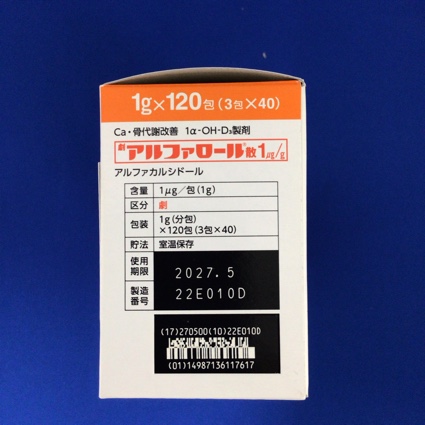 1g×120包(3包×40)
Ca・骨代謝改善 1α-OH-D₃製剤
劇 アルファロール®散1μg/g
アルファカルシドール
含量 1μg/包(1g)
区分 劇
包装 1g(分包)
×120包(3包×40)
貯法 室温保存
使用
期限 2027.5
製造
番号 22E010D
(17)270500(10)22E010D
(01)14987136117617